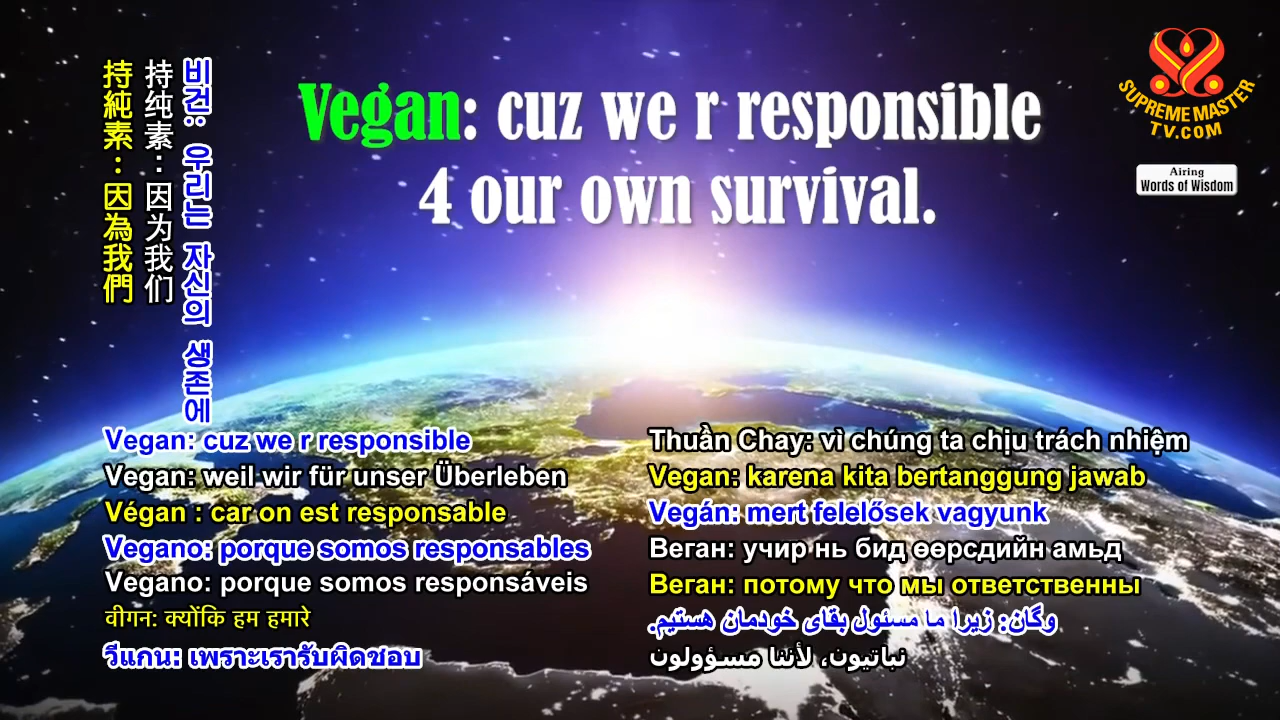 Vegan: cuz we r responsible
4 our own survival.
SUPREME MASTER
TV.COM
Airing
Words of Wisdom
持純素：因為我們
持纯素：因为我们
비건: 우리는 자신의 생존에
Vegan: cuz we r responsible
Vegan: weil wir für unser Überleben
Végan : car on est responsable
Vegano: porque somos responsables
Vegano: porque somos responsáveis
वीगन: क्योंकि हम हमारे
วีแกน: เพราะเรารับผิดชอบ
Thuần Chay: vì chúng ta chịu trách nhiệm
Vegan: karena kita bertanggung jawab
Vegán: mert felelősek vagyunk
Веган: учир нь бид өөрсдийн амьд
Веган: потому что мы ответственны
وگان: زیرا ما مسئول بقای خودمان هستیم.
نباتيون، لأننا مسؤولون